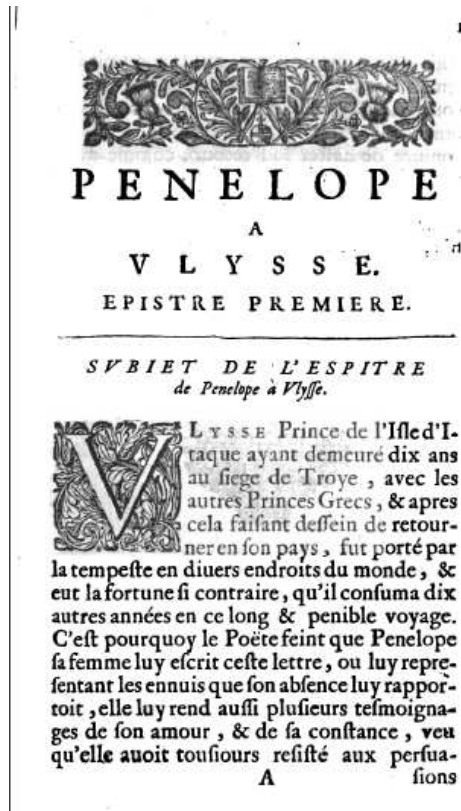 PENELOPE
A
VLYSSE.
EPISTRE PREMIERE.
SVBIET DE L'ESPITRE
de Penelope à Vlysse.
VLYSSE Prince de l'Iſle d'I-
taque ayant demeuré dix ans
au ſiege de Troye, avec les
autres Princes Grecs, & apres
cela faiſant deſſein de retour-
ner en ſon pays, fut porté par
la tempeſte en diuers endroits du monde, &
eut la fortune ſi contraire, qu'il conſuma dix
autres années en ce long & penible voyage.
C'eſt pourquoy le Poëte feint que Penelope
ſa femme luy eſcrit ceſte lettre, ou luy repre-
ſentant les ennuis que ſon abſence luy rappor-
toit, elle luy rend auſſi pluſieurs teſmoigna-
ges de ſon amour, & de ſa conſtance, veu
qu'elle auoit touſiours reſiſté aux perſua-
A ſions